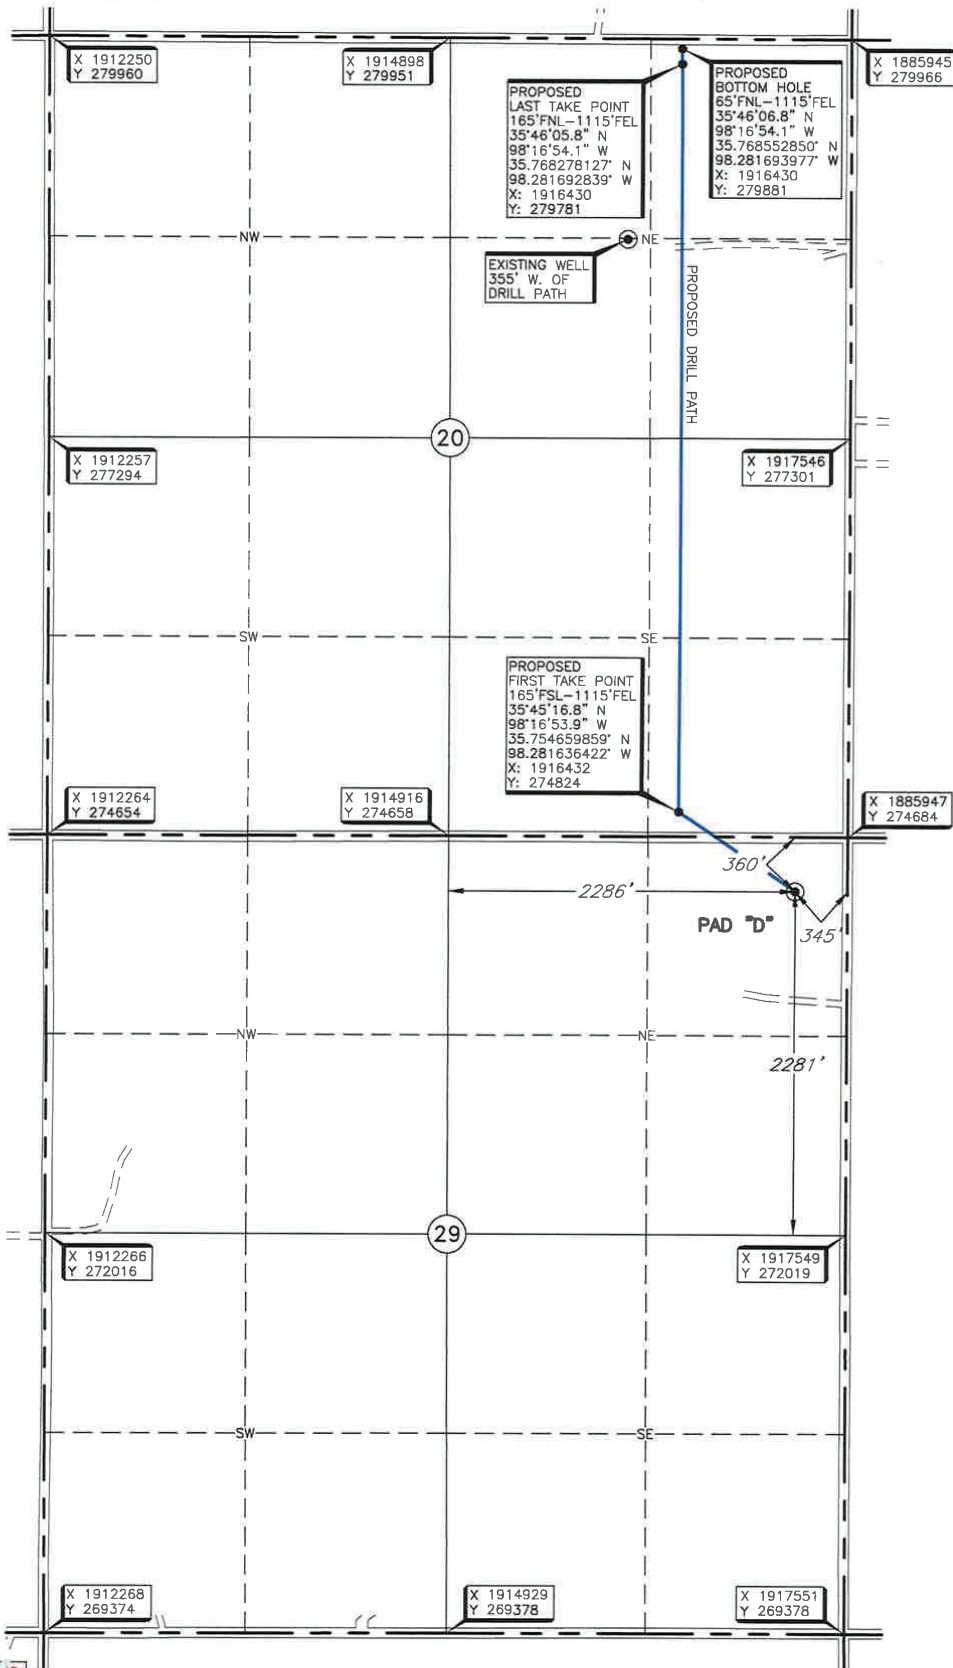 X 1912250
Y 279960
X 1914898
Y 279951
X 1885945
Y 279966
PROPOSED
LAST TAKE POINT
165'FNL-1115'FEL
35°46'05.8" N
98°16'54.1" W
35.768278127° N
98.281692839° W
X: 1916430
Y: 279781
PROPOSED
BOTTOM HOLE
65'FNL-1115'FEL
35°46'06.8" N
98°16'54.1" W
35.768552850° N
98.281693977° W
X: 1916430
Y: 279881
NW
NE
EXISTING WELL
355' W. OF
DRILL PATH
PROPOSED DRILL PATH
20
X 1912257
Y 277294
X 1917546
Y 277301
SW
SE
PROPOSED
FIRST TAKE POINT
165'FSL-1115'FEL
35°45'16.8" N
98°16'53.9" W
35.754659859° N
98.281636422° W
X: 1916432
Y: 274824
X 1912264
Y 274654
X 1914916
Y 274658
X 1885947
Y 274684
360'
2286'
PAD "D"
345'
NW
NE
2281'
29
X 1912266
Y 272016
X 1917549
Y 272019
SW
SE
X 1912268
Y 269374
X 1914929
Y 269378
X 1917551
Y 269378